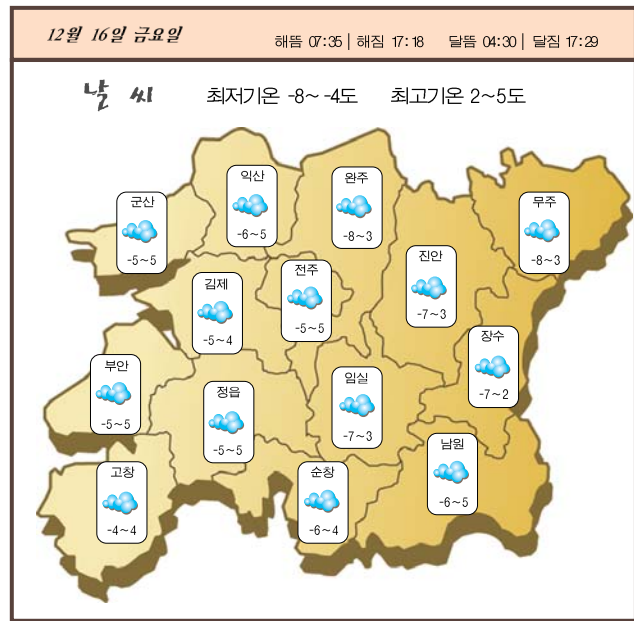 12월 16일 금요일
해뜸 07:35 | 해짐 17:18 달뜸 04:30 | 달짐 17:29
날씨 최저기온 -8~ -4도 최고기온 2~5도
익산
-6~5
완주
-8~3
군산
-5~5
무주
-8~3
진안
-7~3
김제
-5~4
전주
-5~5
장수
-7~2
부안
-5~5
정읍
-5~5
임실
-7~3
남원
-6~5
고창
-4~4
순창
-6~4